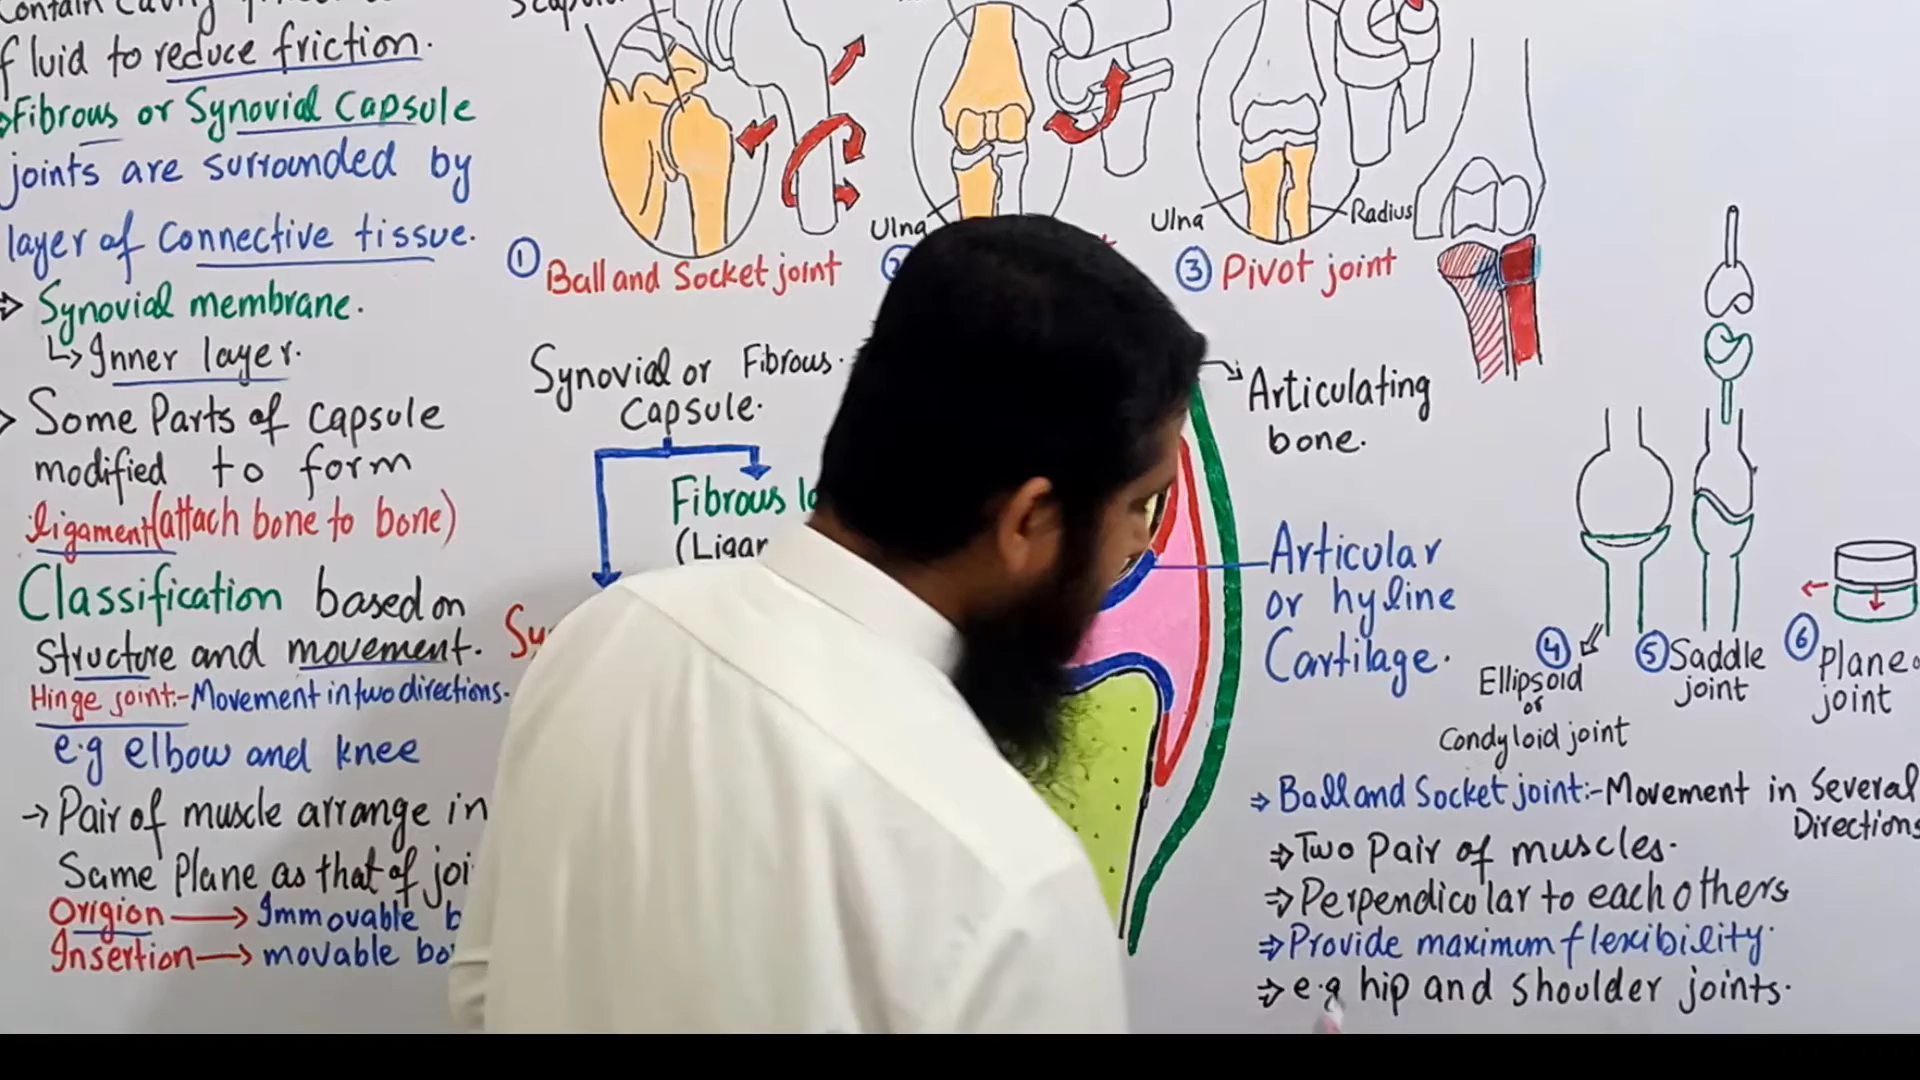 fluid to reduce friction.
Fibrous or Synovial Capsule
joints are surrounded by
layer of Connective tissue.
⇒ Synovial membrane.
↳ Inner layer.
Some Parts of Capsule
modified to form
ligament (attach bone to bone)
Classification based on
structure and movement.
Hinge joint:- Movement in two directions.
e.g elbow and knee
→ Pair of muscle arrange in
Same Plane as that of joi
Origion → Immovable b
Insertion → movable bo
Ulna
Ulna
Radius
① Ball and Socket joint
③ Pivot joint
Synovial or Fibrous
Capsule.
Fibrous
Articulating
bone.
Articular
or hyline
Cartilage.
④
Ellipsoid
or
Condyloid joint
⑤ Saddle
joint
⑥ Plane
joint
⇒ Ball and Socket joint:- Movement in Several
Directions
⇒ Two Pair of muscles.
⇒ Perpendicular to each others
⇒ Provide maximum flexibility.
⇒ e.g hip and Shoulder joints.